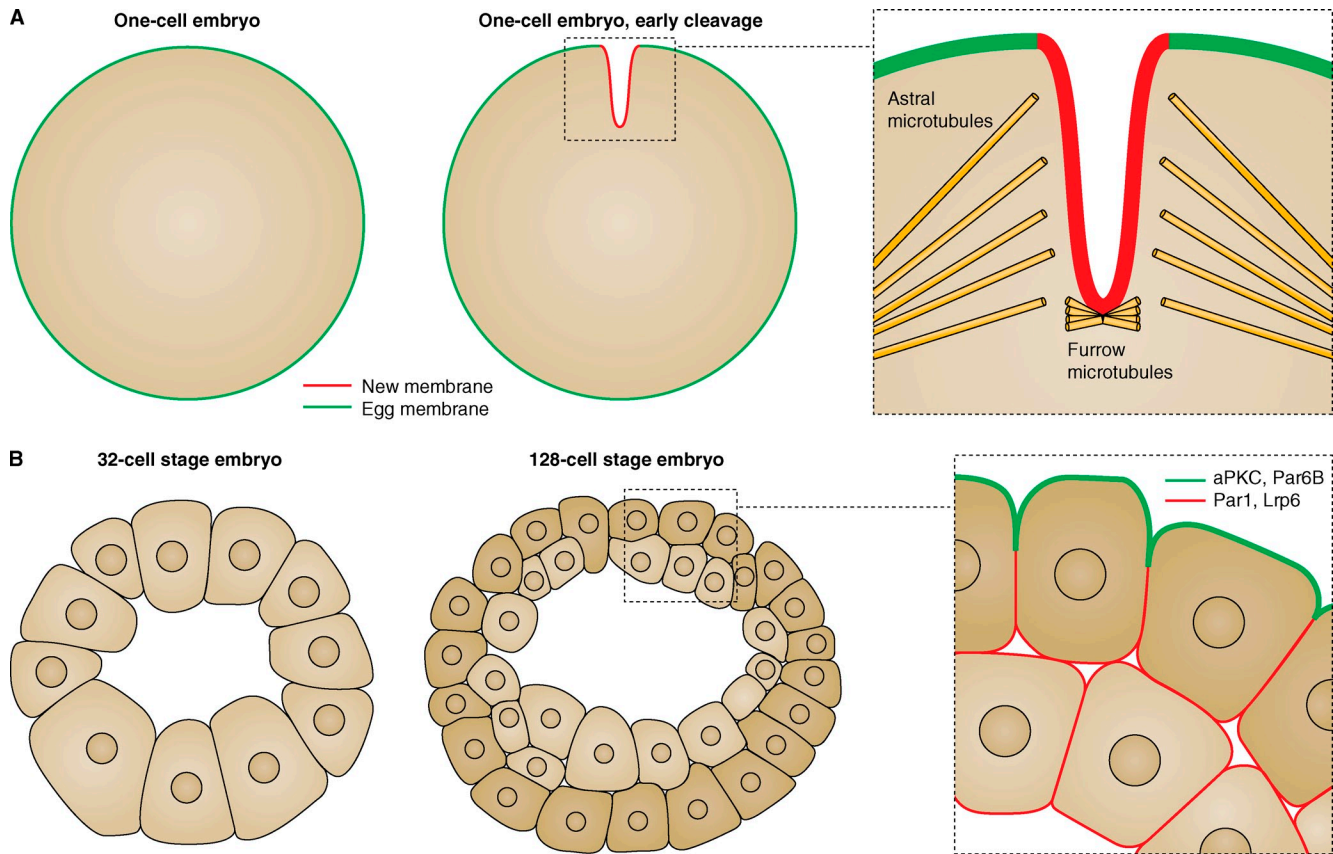 A
One-cell embryo
One-cell embryo, early cleavage
Astral
microtubules
Furrow
microtubules
New membrane
Egg membrane
B
32-cell stage embryo
128-cell stage embryo
aPKC, Par6B
Par1, Lrp6